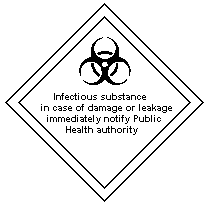 Infectious substance
in case of damage or leakage
immediately notify Public
Health authority